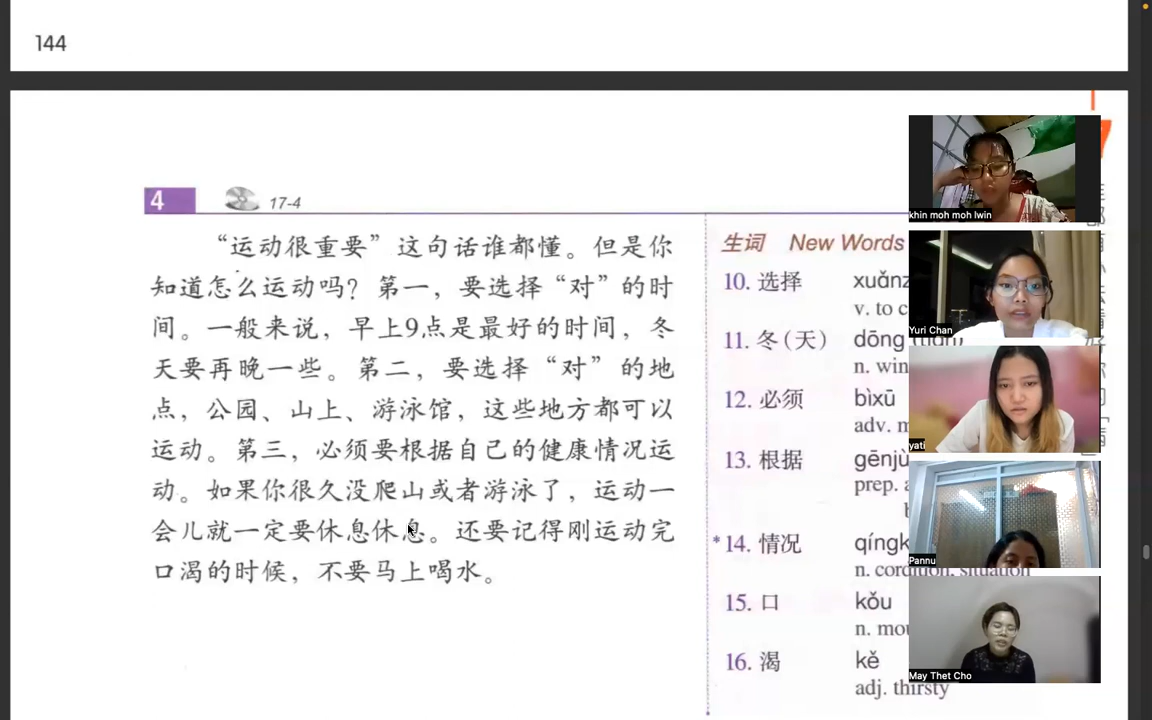 144
4
17-4
“运动很重要”这句话谁都懂。但是你
知道怎么运动吗？第一，要选择“对”的时
间。一般来说，早上9点是最好的时间，冬
天要再晚一些。第二，要选择“对”的地
点，公园、山上、游泳馆，这些地方都可以
运动。第三，必须要根据自己的健康情况运
动。如果你很久没爬山或者游泳了，运动一
会儿就一定要休息休息。还要记得刚运动完
口渴的时候，不要马上喝水。
生词 New Words
10. 选择 xuǎnz
v. to c
11. 冬（天） dōng
n. win
12. 必须 bìxū
adv. m
13. 根据 gēnjù
prep. a
*14. 情况 qíngk
n. condition, situation
15. 口 kǒu
n. mou
16. 渴 kě
adj. thirsty
khin moh moh lwin
Yuri Chan
yati
Pannu
May Thet Cho